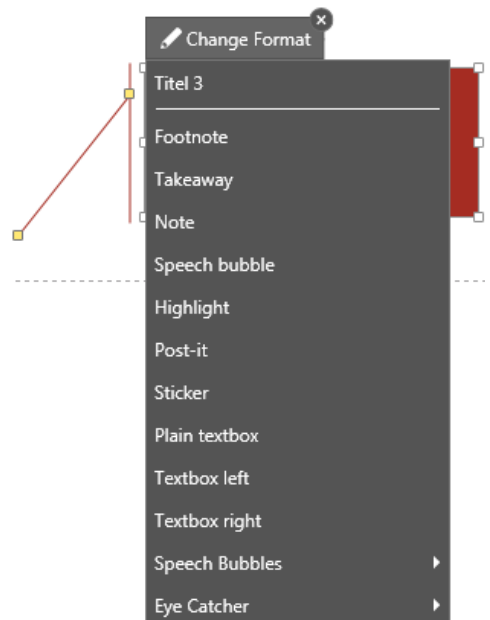 Change Format
Titel 3
Footnote
Takeaway
Note
Speech bubble
Highlight
Post-it
Sticker
Plain textbox
Textbox left
Textbox right
Speech Bubbles
Eye Catcher